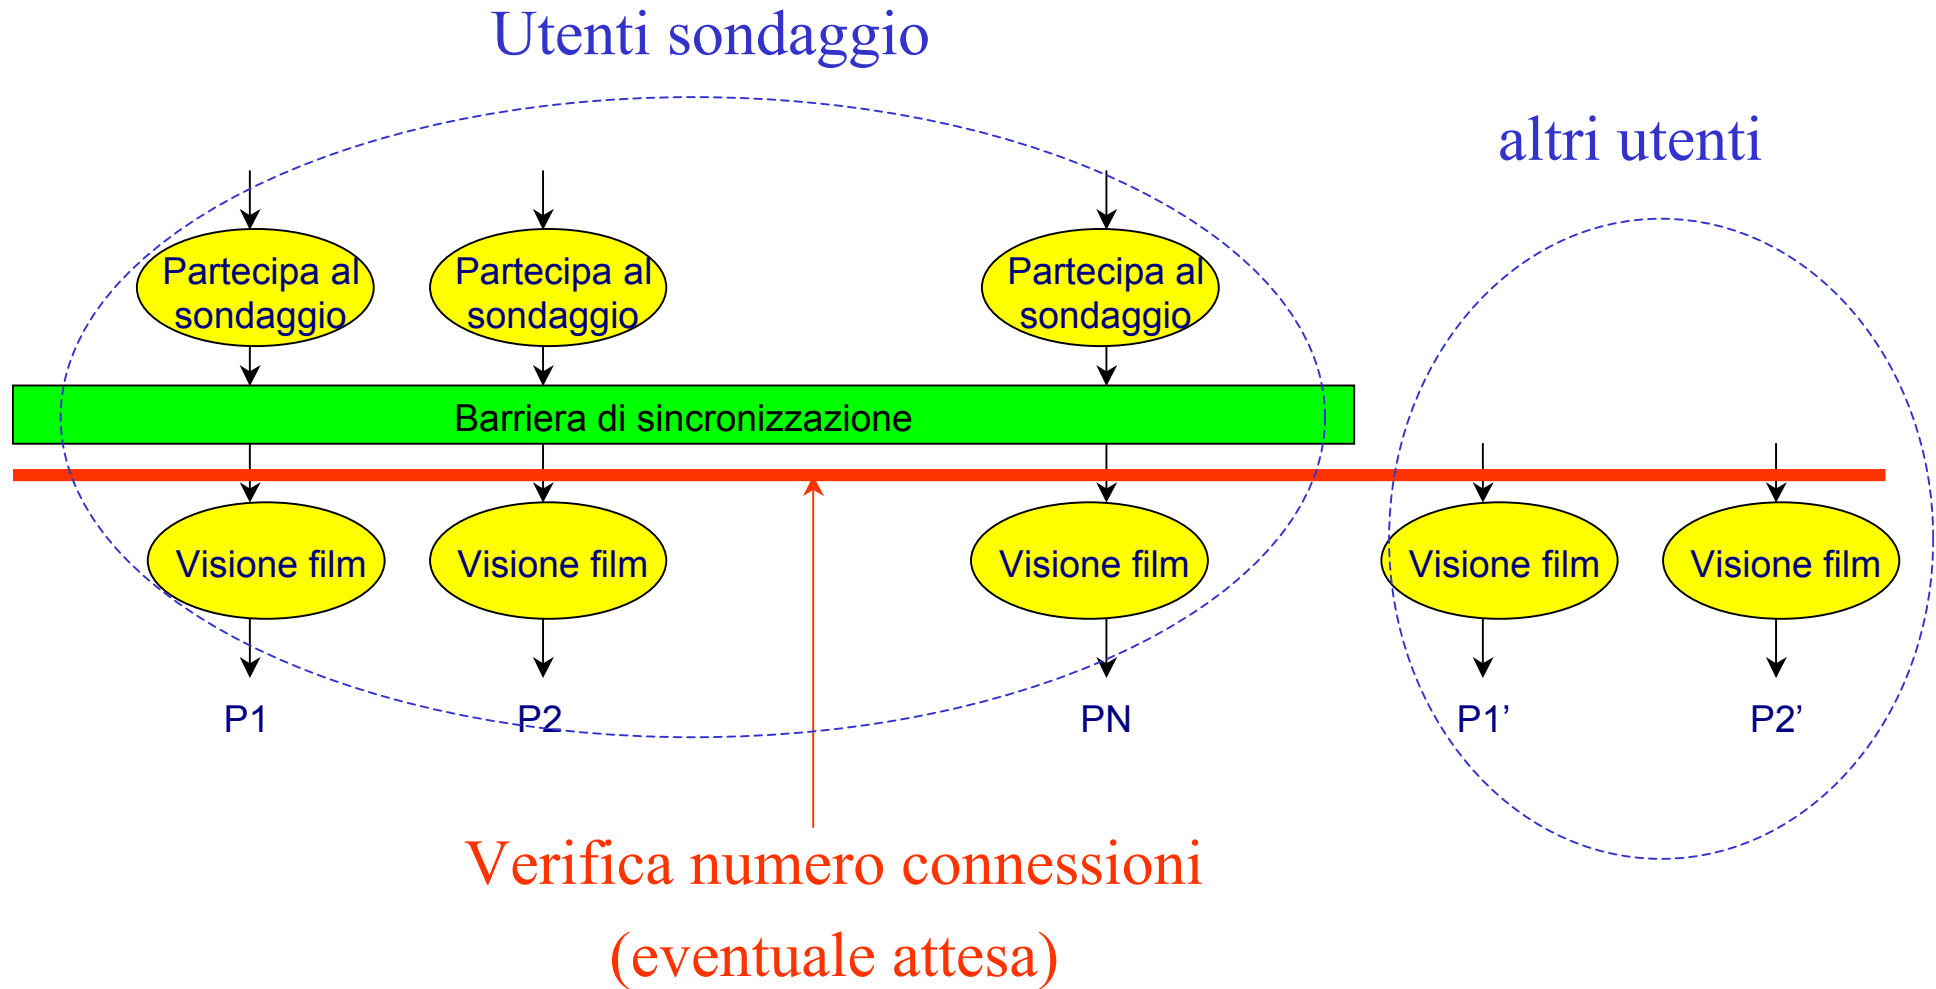 Utenti sondaggio
altri utenti
Partecipa al
sondaggio
Partecipa al
sondaggio
Partecipa al
sondaggio
Barriera di sincronizzazione
Visione film
Visione film
Visione film
Visione film
Visione film
P1
P2
PN
P1’
P2’
Verifica numero connessioni
(eventuale attesa)